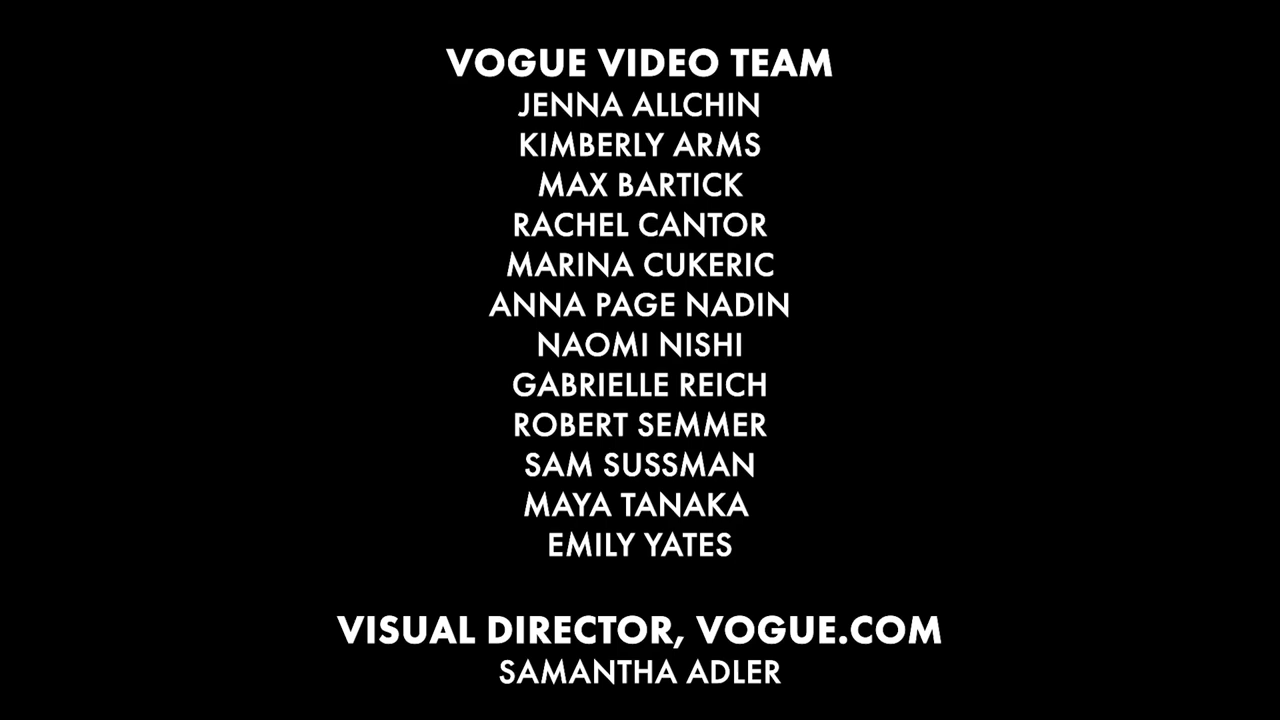 VOGUE VIDEO TEAM
JENNA ALLCHIN
KIMBERLY ARMS
MAX BARTICK
RACHEL CANTOR
MARINA CUKERIC
ANNA PAGE NADIN
NAOMI NISHI
GABRIELLE REICH
ROBERT SEMMER
SAM SUSSMAN
MAYA TANAKA
EMILY YATES
VISUAL DIRECTOR, VOGUE.COM
SAMANTHA ADLER